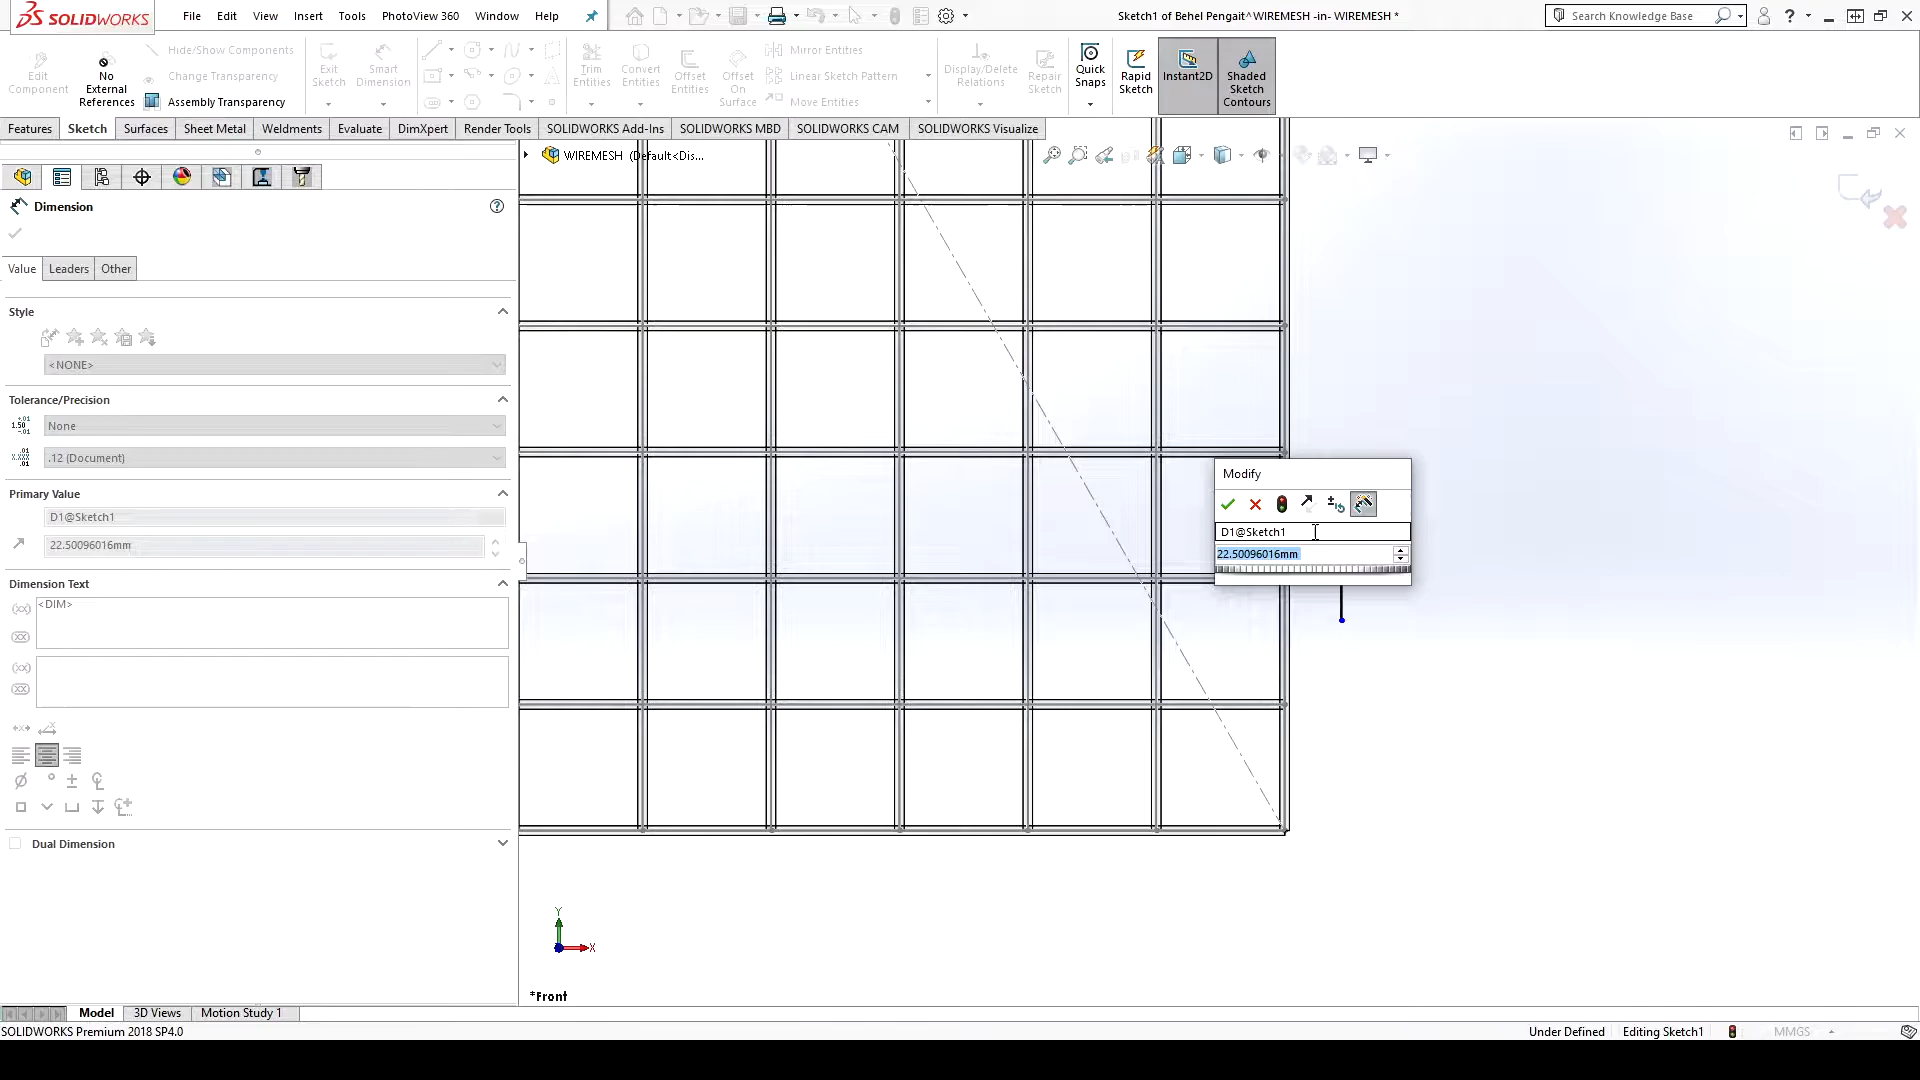 SOLIDWORKS
File Edit View Insert Tools PhotoView 360 Window Help
Sketch1 of Behel Pengait^WIREMESH -in- WIREMESH *
Search Knowledge Base
Edit Component
No External References
Hide/Show Components
Change Transparency
Assembly Transparency
Exit Sketch
Smart Dimension
Trim Entities
Convert Entities
Offset Entities
Offset On Surface
Mirror Entities
Linear Sketch Pattern
Move Entities
Display/Delete Relations
Repair Sketch
Quick Snaps
Rapid Sketch
Instant2D
Shaded Sketch Contours
Features Sketch Surfaces Sheet Metal Weldments Evaluate DimXpert Render Tools SOLIDWORKS Add-Ins SOLIDWORKS MBD SOLIDWORKS CAM SOLIDWORKS Visualize
WIREMESH (Default<Dis...
Dimension
Value Leaders Other
Style
<NONE>
Tolerance/Precision
None
.12 (Document)
Primary Value
D1@Sketch1
22.50096016mm
Dimension Text
<DIM>
Dual Dimension
Modify
D1@Sketch1
22.50096016mm
Y
X
*Front
Model 3D Views Motion Study 1
SOLIDWORKS Premium 2018 SP4.0
Under Defined Editing Sketch1 MMGS